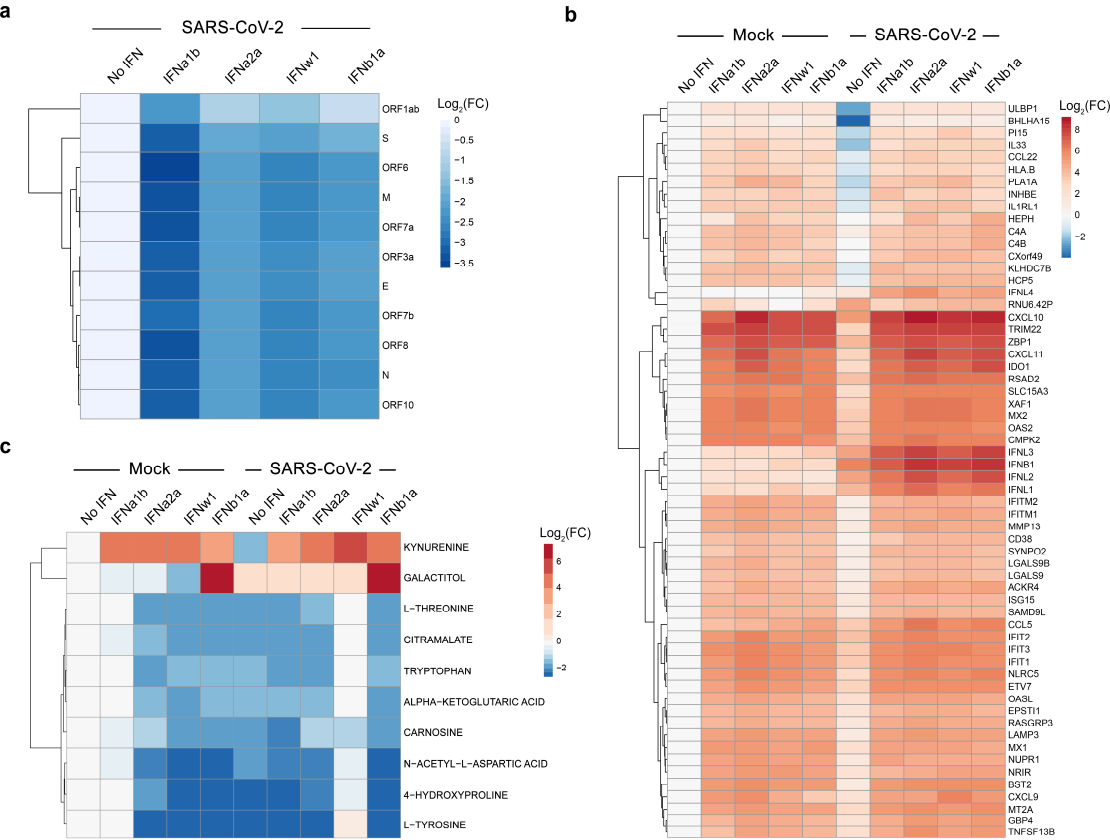 a
SARS-CoV-2
No IFN
IFNa1b
IFNa2a
IFNw1
IFNb1a
ORF1ab
S
ORF6
M
ORF7a
ORF3a
E
ORF7b
ORF8
N
ORF10
Log2(FC)
0
−0.5
−1
−1.5
−2
−2.5
−3
−3.5
b
Mock
SARS-CoV-2
No IFN
IFNa1b
IFNa2a
IFNw1
IFNb1a
No IFN
IFNa1b
IFNa2a
IFNw1
IFNb1a
ULBP1
BHLHA15
PI15
IL33
CCL22
HLA.B
PLA1A
INHBE
IL1RL1
HEPH
C4A
C4B
CXorf49
KLHDC7B
HCP5
IFNL4
RNU6.42P
CXCL10
TRIM22
ZBP1
CXCL11
IDO1
RSAD2
SLC15A3
XAF1
MX2
OAS2
CMPK2
IFNL3
IFNB1
IFNL2
IFNL1
IFITM2
IFITM1
MMP13
CD38
SYNPO2
LGALS9B
LGALS9
ACKR4
ISG15
SAMD9L
CCL5
IFIT2
IFIT3
IFIT1
NLRC5
ETV7
OASL
EPSTI1
RASGRP3
LAMP3
MX1
NUPR1
NRIR
BST2
CXCL9
MT2A
GBP4
TNFSF13B
Log2(FC)
8
6
4
2
0
−2
c
Mock
SARS-CoV-2
No IFN
IFNa1b
IFNa2a
IFNw1
IFNb1a
No IFN
IFNa1b
IFNa2a
IFNw1
IFNb1a
KYNURENINE
GALACTITOL
L−THREONINE
CITRAMALATE
TRYPTOPHAN
ALPHA−KETOGLUTARIC ACID
CARNOSINE
N−ACETYL−L−ASPARTIC ACID
4−HYDROXYPROLINE
L−TYROSINE
Log2(FC)
6
4
2
0
−2